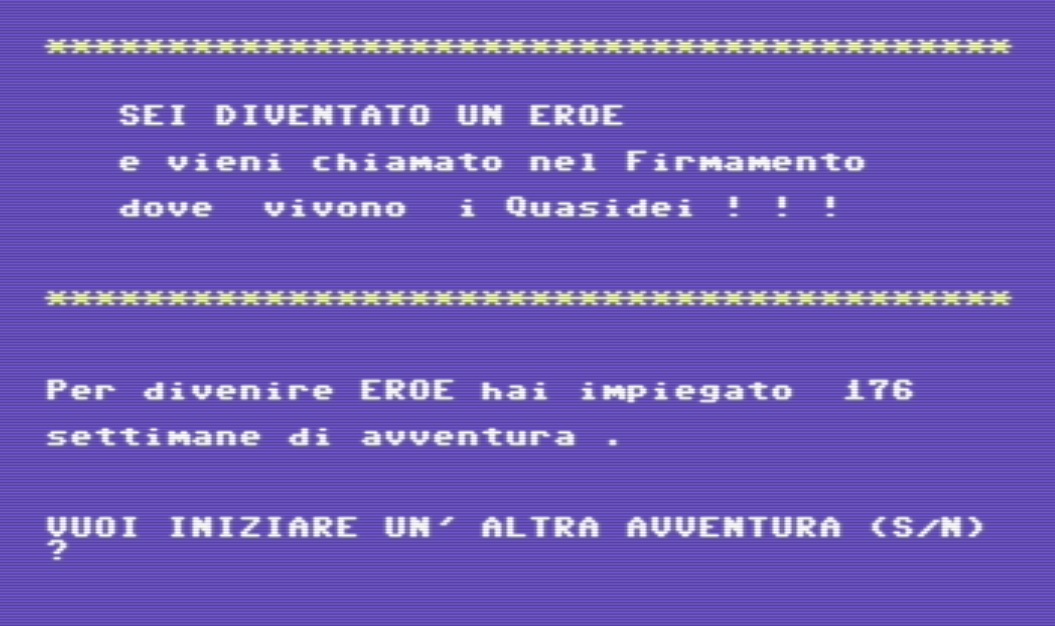 ****************************************
SEI DIVENTATO UN EROE
e vieni chiamato nel Firmamento
dove  vivono  i Quasidei ! ! !
****************************************
Per divenire EROE hai impiegato  176
settimane di avventura .
VUOI INIZIARE UN' ALTRA AVVENTURA (S/N)
?